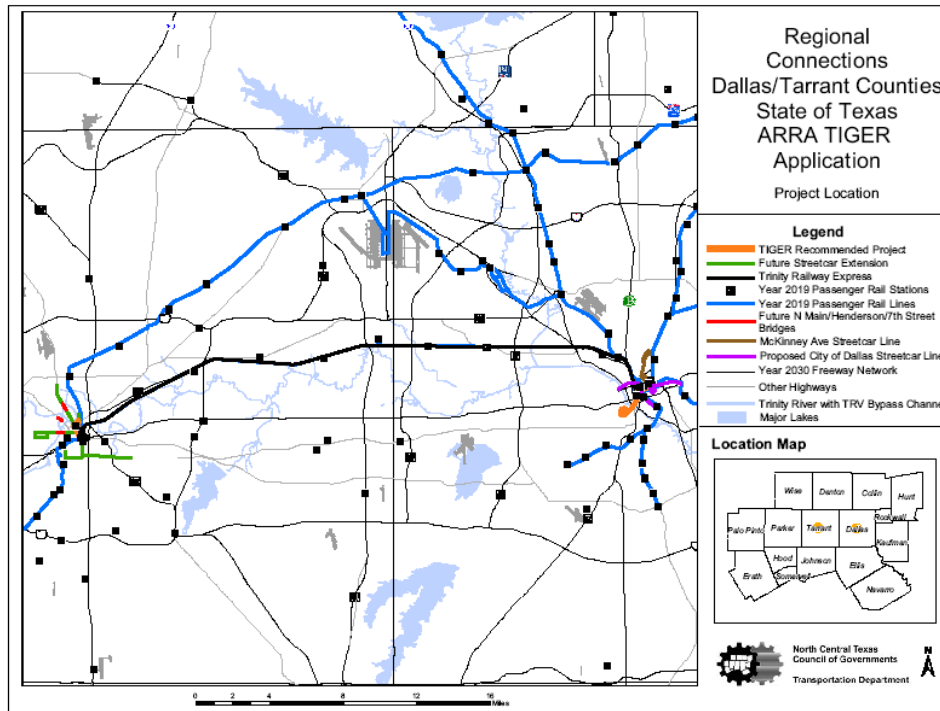 Regional
Connections
Dallas/Tarrant Counties
State of Texas
ARRA TIGER
Application
Project Location
Legend
TIGER Recommended Project
Future Streetcar Extension
Trinity Railway Express
Year 2019 Passenger Rail Stations
Year 2019 Passenger Rail Lines
Future N Main/Henderson/7th Street
Bridges
McKinney Ave Streetcar Line
Proposed City of Dallas Streetcar Line
Year 2030 Freeway Network
Other Highways
Trinity River with TRV Bypass Channe
Major Lakes
Location Map
Wise
Denton
Collin
Hunt
Palo Pinto
Parker
Tarrant
Dallas
Rockwall
Kaufman
Erath
Hood
Somervell
Johnson
Ellis
Navarro
North Central Texas
Council of Governments
Transportation Department
N
0 2 4 8 12 16
Miles